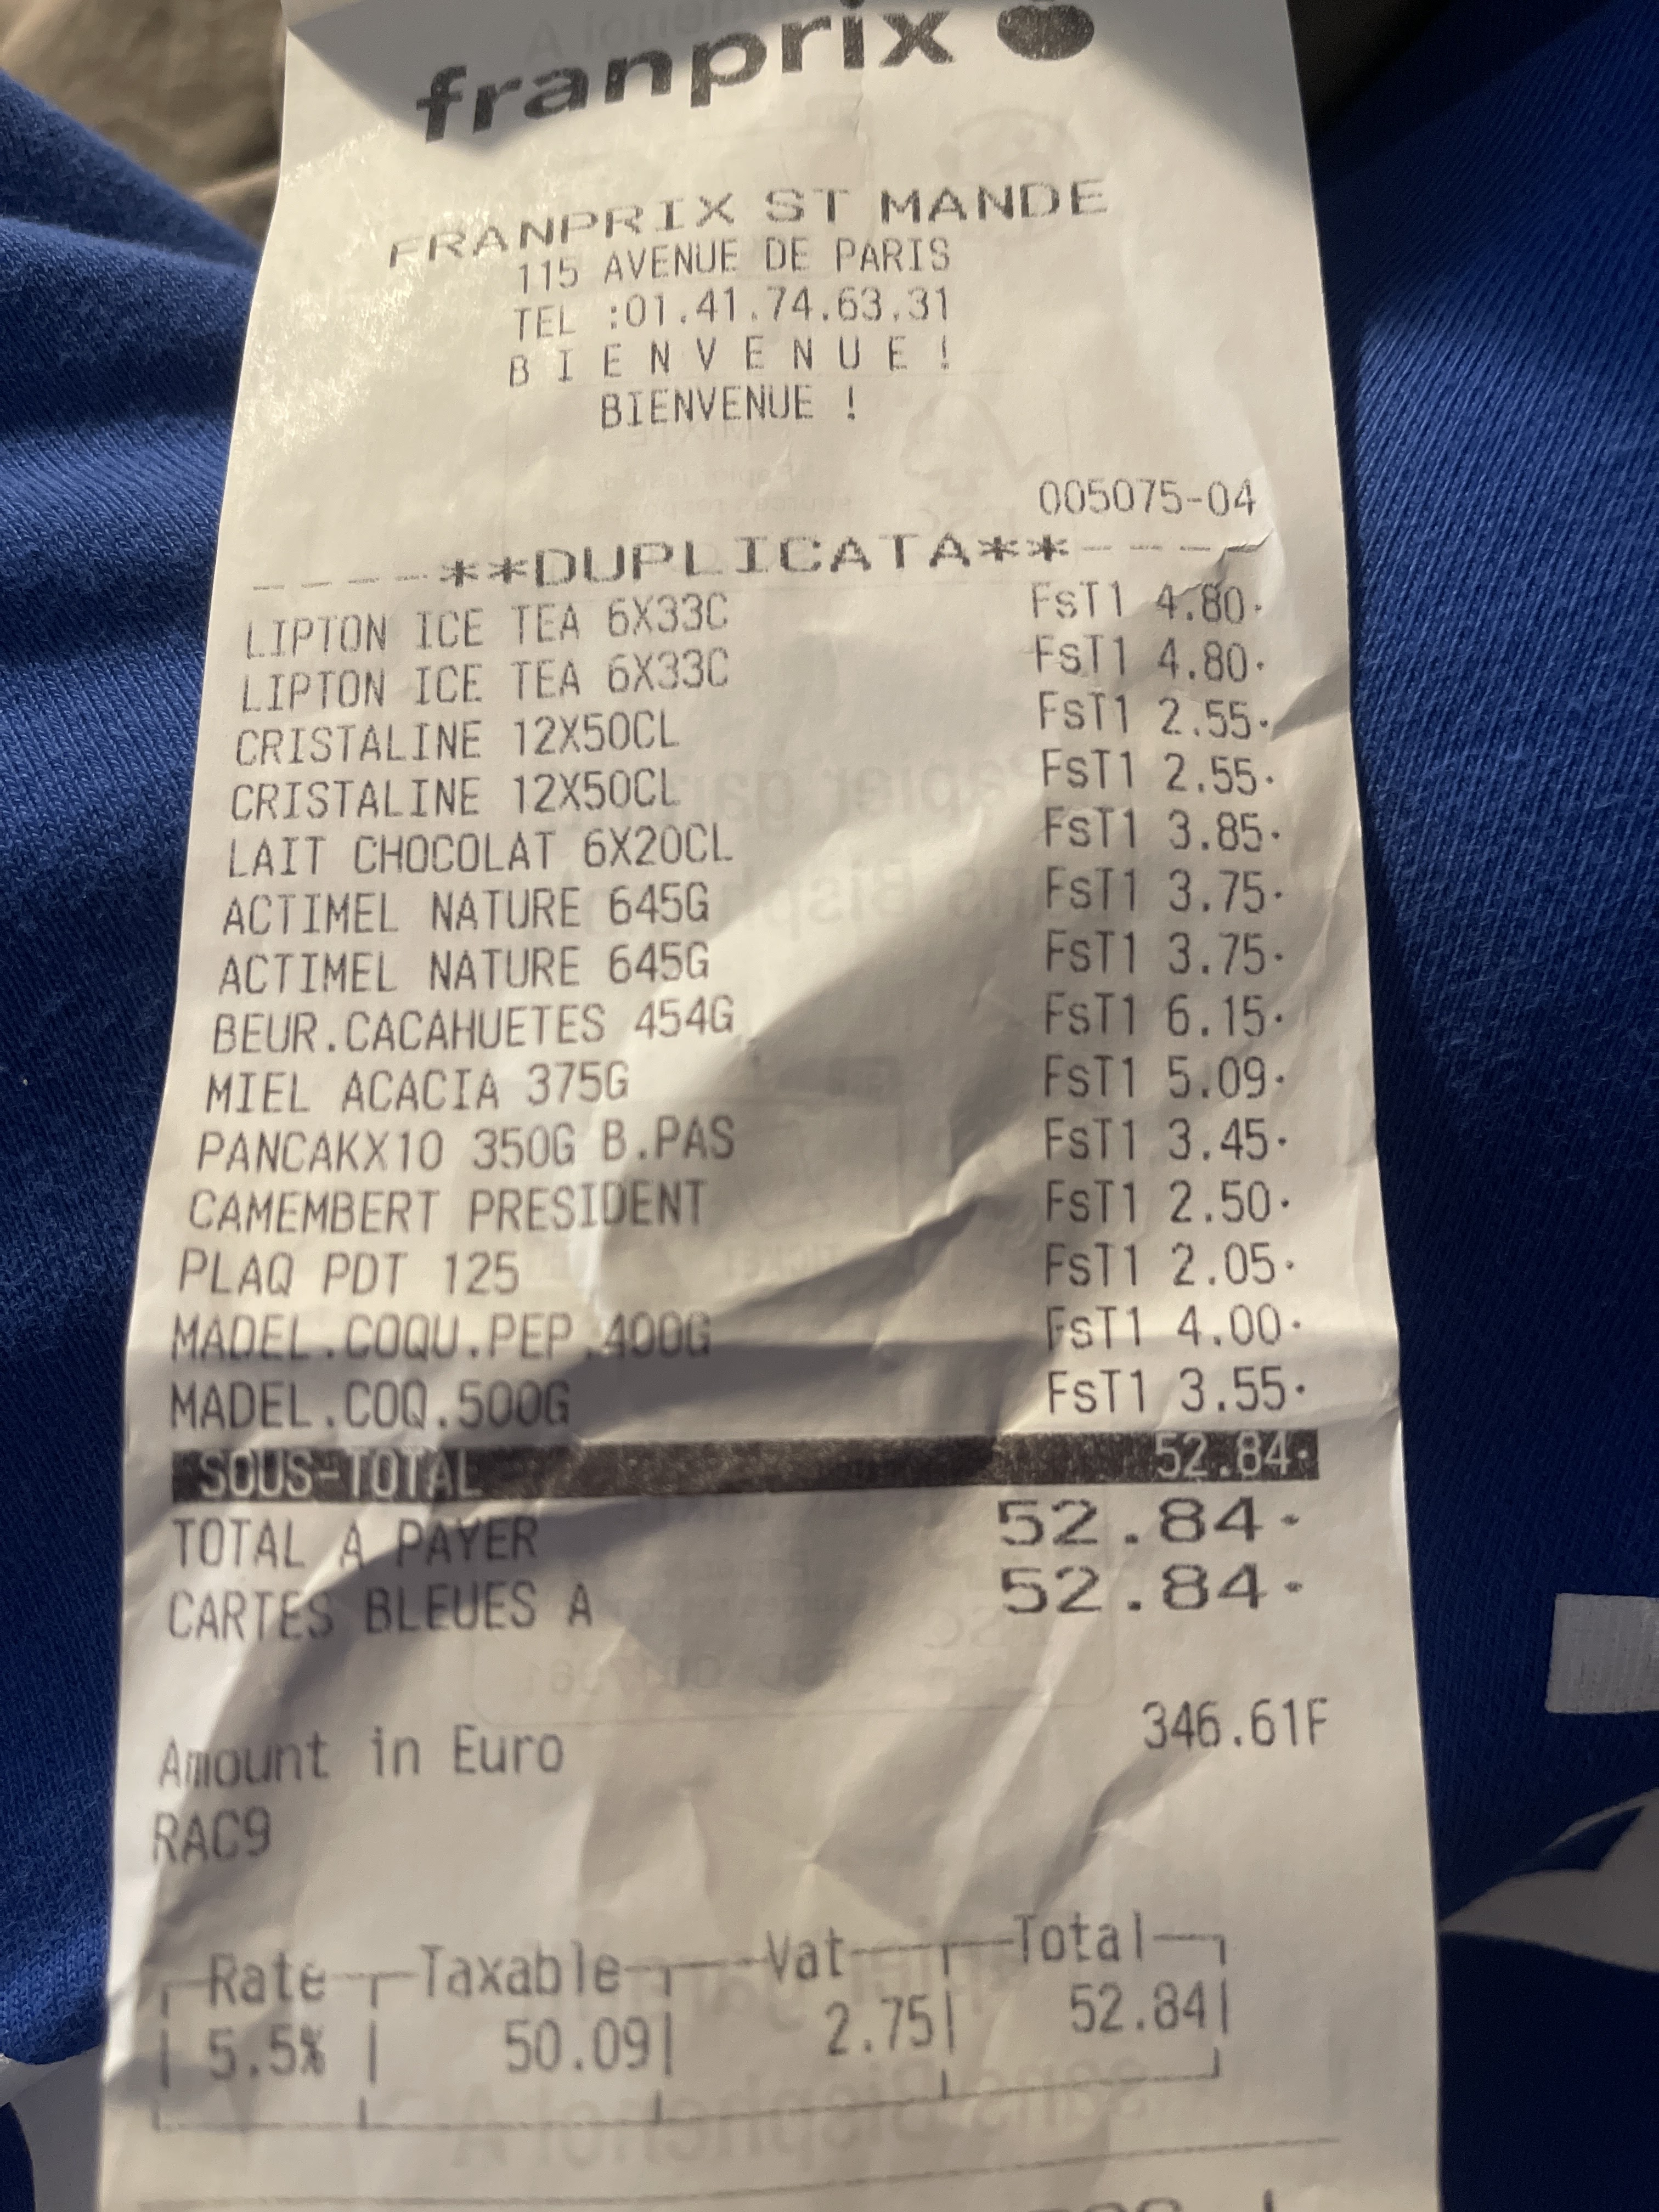 franprix
FRANPRIX ST MANDE
115 AVENUE DE PARIS
TEL :01.41.74.63.31
B I E N V E N U E !
BIENVENUE !
005075-04
----**DUPLICATA**----
LIPTON ICE TEA 6X33C FsT1 4.80·
LIPTON ICE TEA 6X33C FsT1 4.80·
CRISTALINE 12X50CL FsT1 2.55·
CRISTALINE 12X50CL FsT1 2.55·
LAIT CHOCOLAT 6X20CL FsT1 3.85·
ACTIMEL NATURE 645G FsT1 3.75·
ACTIMEL NATURE 645G FsT1 3.75·
BEUR.CACAHUETES 454G FsT1 6.15·
MIEL ACACIA 375G FsT1 5.09·
PANCAKX10 350G B.PAS FsT1 3.45·
CAMEMBERT PRESIDENT FsT1 2.50·
PLAQ PDT 125 FsT1 2.05·
MADEL.COQU.PEP.400G FsT1 4.00·
MADEL.COQ.500G FsT1 3.55·
SOUS-TOTAL 52.84·
TOTAL A PAYER 52.84·
CARTES BLEUES A 52.84·
Amount in Euro 346.61F
RAC9
Rate Taxable Vat Total
5.5% 50.09 2.75 52.84